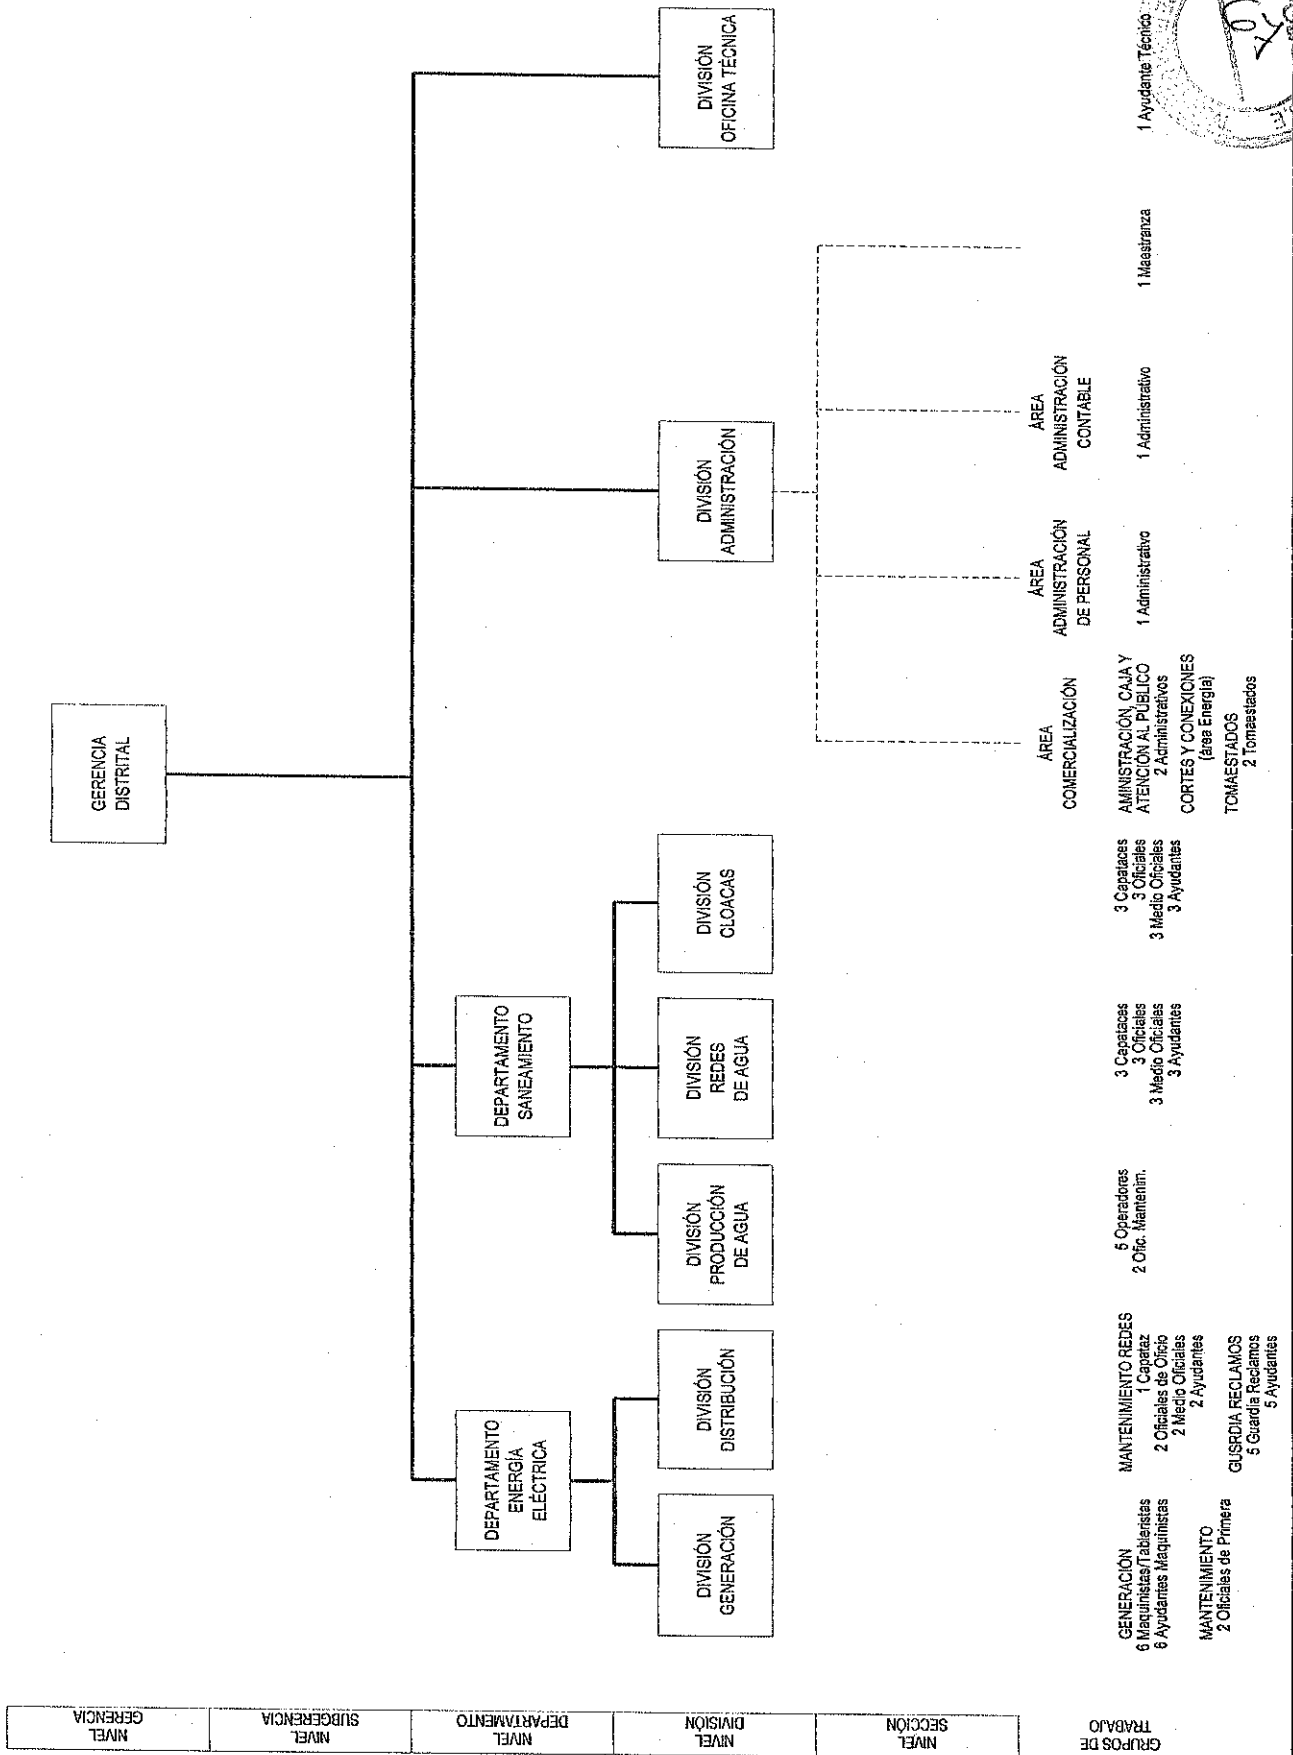 NIVEL
GERENCIA
NIVEL
SUBGERENCIA
NIVEL
DEPARTAMENTO
NIVEL
DIVISIÓN
NIVEL
SECCIÓN
GRUPOS DE
TRABAJO
GERENCIA
DISTRITAL
DEPARTAMENTO
ENERGÍA
ELÉCTRICA
DEPARTAMENTO
SANEAMIENTO
DIVISIÓN
GENERACIÓN
DIVISIÓN
DISTRIBUCIÓN
DIVISIÓN
PRODUCCIÓN
DE AGUA
DIVISIÓN
REDES
DE AGUA
DIVISIÓN
CLOACAS
DIVISIÓN
ADMINISTRACIÓN
DIVISIÓN
OFICINA TÉCNICA
ÁREA
COMERCIALIZACIÓN
ÁREA
ADMINISTRACIÓN
DE PERSONAL
ÁREA
ADMINISTRACIÓN
CONTABLE
GENERACIÓN
6 Maquinistas/Tableristas
6 Ayudantes Maquinistas
MANTENIMIENTO
2 Oficiales de Primera
MANTENIMIENTO REDES
1 Capataz
2 Oficiales de Oficio
2 Medio Oficiales
2 Ayudantes
GUSRDIA RECLAMOS
5 Guardia Reclamos
5 Ayudantes
5 Operadores
2 Ofic. Mantenim.
3 Capataces
3 Oficiales
3 Medio Oficiales
3 Ayudantes
3 Capataces
3 Oficiales
3 Medio Oficiales
3 Ayudantes
AMINISTRACIÓN, CAJA Y
ATENCIÓN AL PÚBLICO
2 Administrativos
CORTES Y CONEXIONES
(área Energía)
TOMAESTADOS
2 Tomaestados
1 Administrativo
1 Administrativo
1 Maestranza
1 Ayudante Técnico